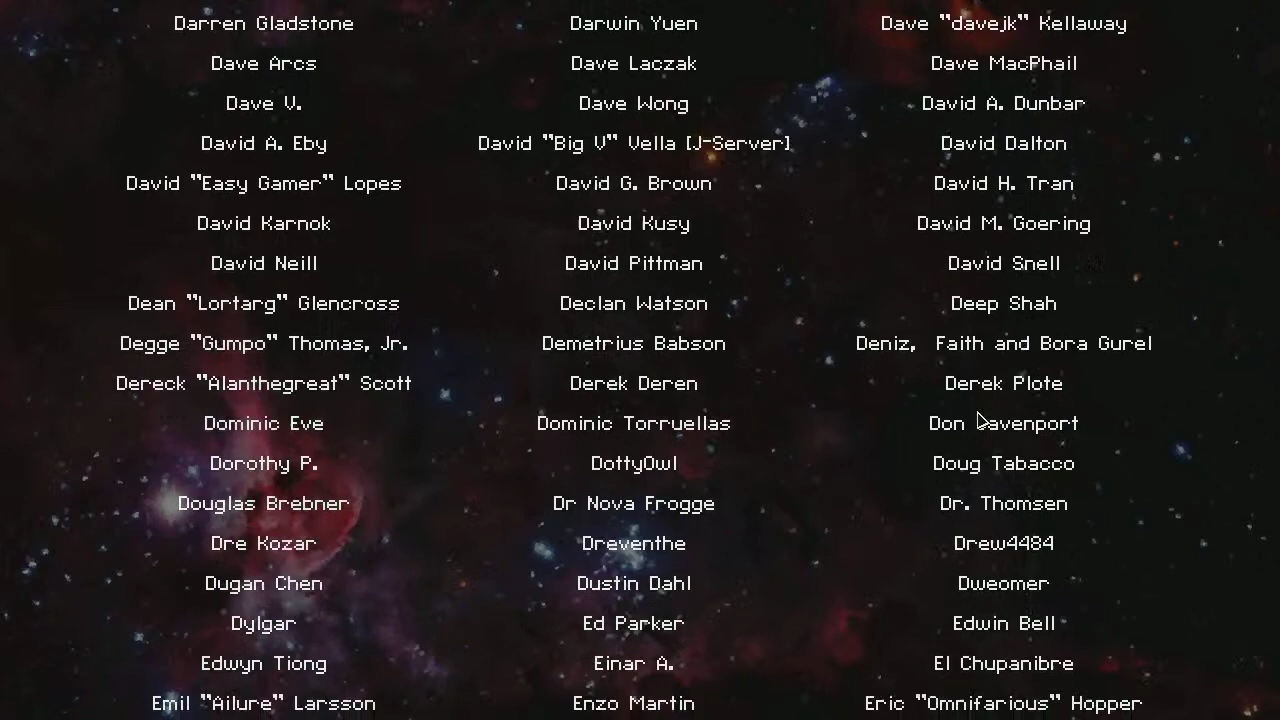 Darren Gladstone Darwin Yuen Dave "davejk" Kellaway
Dave Arcs Dave Laczak Dave MacPhail
Dave V. Dave Wong David A. Dunbar
David A. Eby David "Big V" Vella [J-Server] David Dalton
David "Easy Gamer" Lopes David G. Brown David H. Tran
David Karnok David Kusy David M. Goering
David Neill David Pittman David Snell
Dean "Lortarg" Glencross Declan Watson Deep Shah
Degge "Gumpo" Thomas, Jr. Demetrius Babson Deniz,  Faith and Bora Gurel
Dereck "Alanthegreat" Scott Derek Deren Derek Plote
Dominic Eve Dominic Torruellas Don Davenport
Dorothy P. DottyOwl Doug Tabacco
Douglas Brebner Dr Nova Frogge Dr. Thomsen
Dre Kozar Dreventhe Drew4484
Dugan Chen Dustin Dahl Dweomer
Dylgar Ed Parker Edwin Bell
Edwyn Tiong Einar A. El Chupanibre
Emil "Ailure" Larsson Enzo Martin Eric "Omnifarious" Hopper